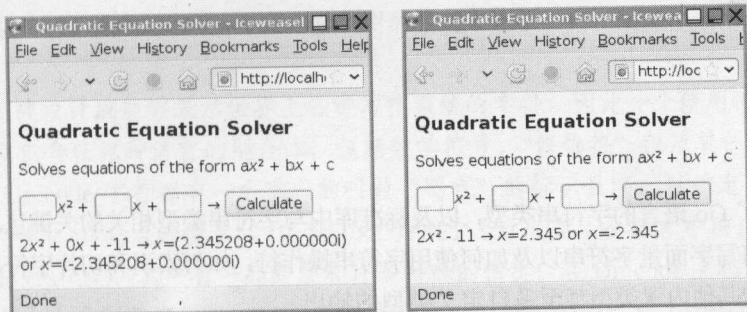 Quadratic Equation Solver - Iceweasel
File Edit View History Bookmarks Tools Help
http://localh
Quadratic Equation Solver
Solves equations of the form ax² + bx + c
x² + x + → Calculate
2x² + 0x + -11 → x=(2.345208+0.000000i)
or x=(-2.345208+0.000000i)
Done
Quadratic Equation Solver - Icewea
File Edit View History Bookmarks Tools
http://loc
Quadratic Equation Solver
Solves equations of the form ax² + bx + c
x² + x + → Calculate
2x² - 11 → x=2.345 or x=-2.345
Done